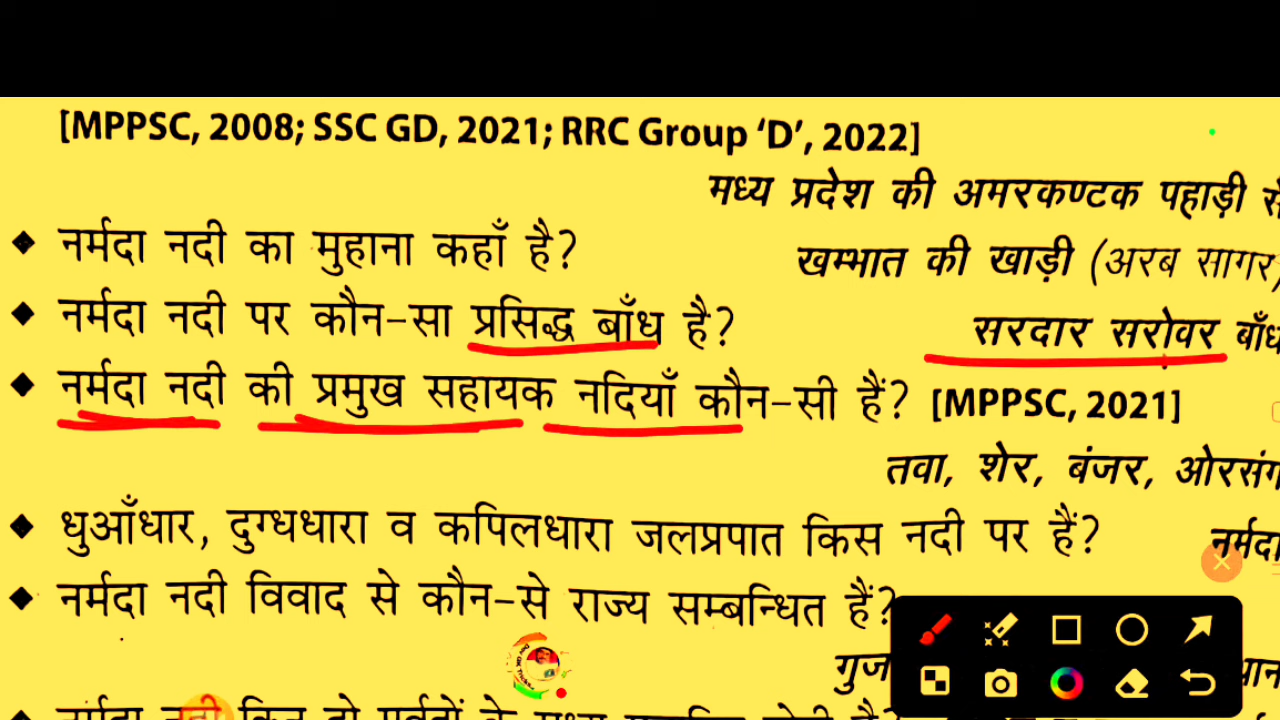 [MPPSC, 2008; SSC GD, 2021; RRC Group ‘D’, 2022]
मध्य प्रदेश की अमरकण्टक पहाड़ी से
नर्मदा नदी का मुहाना कहाँ है? खम्भात की खाड़ी (अरब सागर)
नर्मदा नदी पर कौन-सा प्रसिद्ध बाँध है? सरदार सरोवर बाँध
नर्मदा नदी की प्रमुख सहायक नदियाँ कौन-सी हैं? [MPPSC, 2021]
तवा, शेर, बंजर, ओरसंग
धुआँधार, दुग्धधारा व कपिलधारा जलप्रपात किस नदी पर हैं? नर्मदा
नर्मदा नदी विवाद से कौन-से राज्य सम्बन्धित हैं?